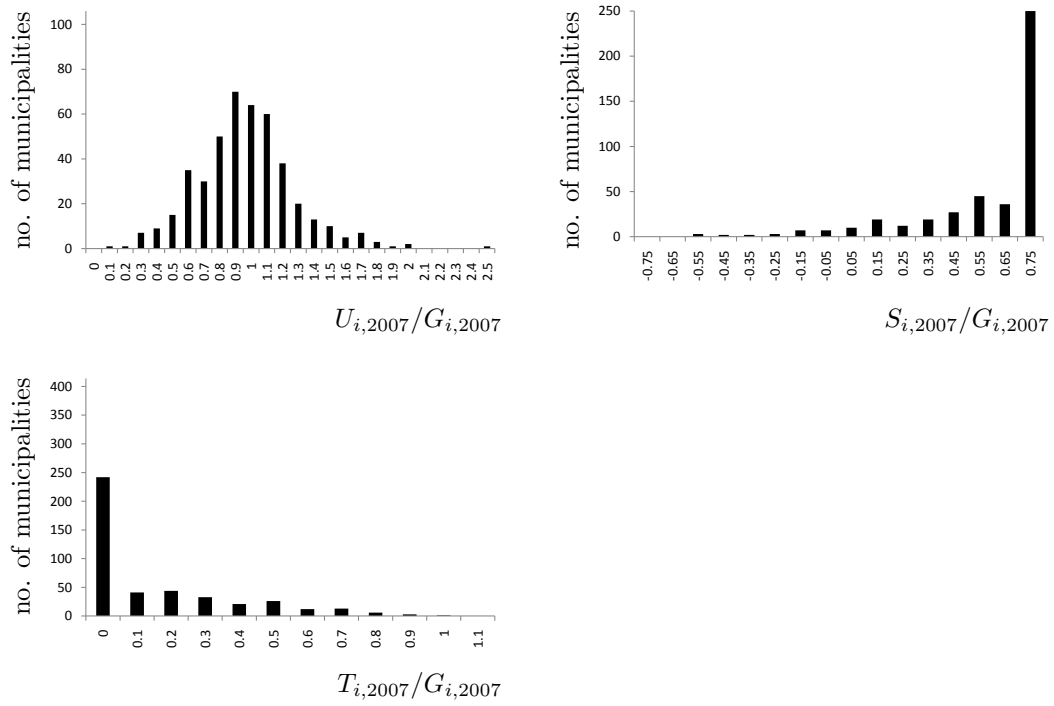 no. of municipalities
100
80
60
40
20
0
0 0.1 0.2 0.3 0.4 0.5 0.6 0.7 0.8 0.9 1 1.1 1.2 1.3 1.4 1.5 1.6 1.7 1.8 1.9 2 2.1 2.2 2.3 2.4 2.5
U_{i,2007}/G_{i,2007}
no. of municipalities
250
200
150
100
50
0
-0.75 -0.65 -0.55 -0.45 -0.35 -0.25 -0.15 -0.05 0.05 0.15 0.25 0.35 0.45 0.55 0.65 0.75
S_{i,2007}/G_{i,2007}
no. of municipalities
400
350
300
250
200
150
100
50
0
0 0.1 0.2 0.3 0.4 0.5 0.6 0.7 0.8 0.9 1 1.1
T_{i,2007}/G_{i,2007}